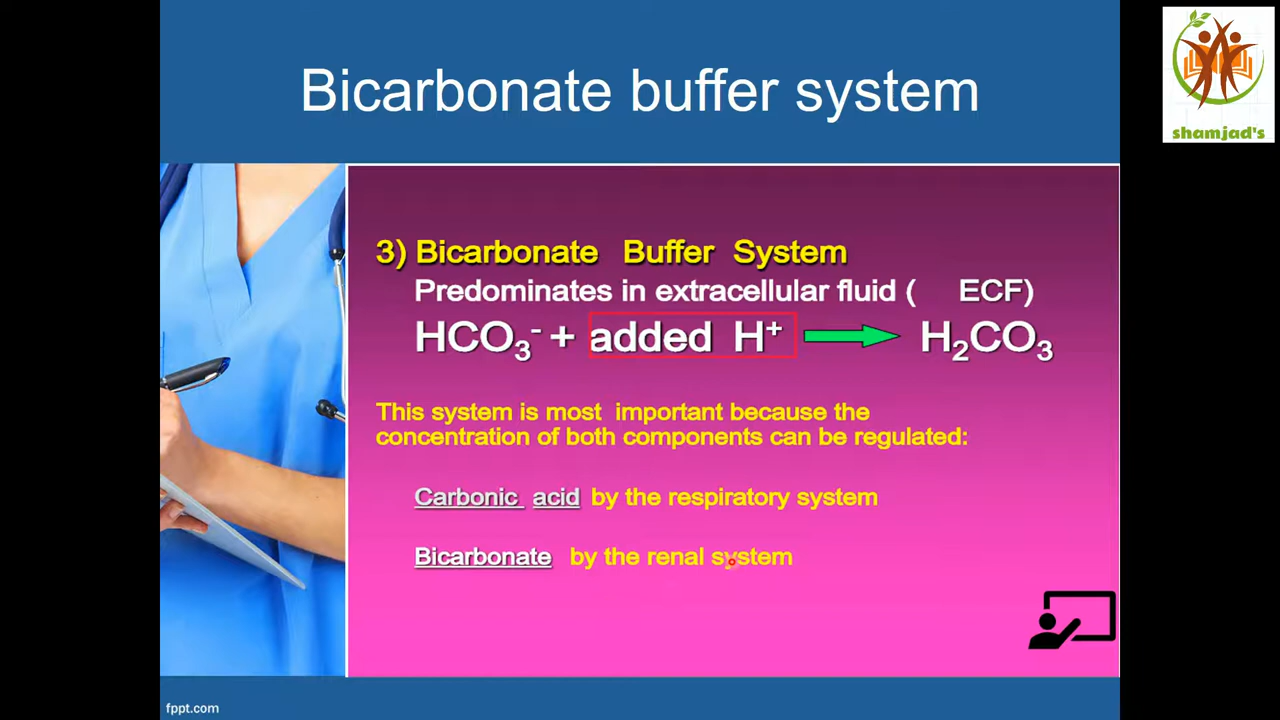 Bicarbonate buffer system
shamjad's
3) Bicarbonate Buffer System
Predominates in extracellular fluid ( ECF)
HCO₃⁻ + added H⁺ → H₂CO₃
This system is most important because the
concentration of both components can be regulated:
Carbonic acid by the respiratory system
Bicarbonate by the renal system
fppt.com